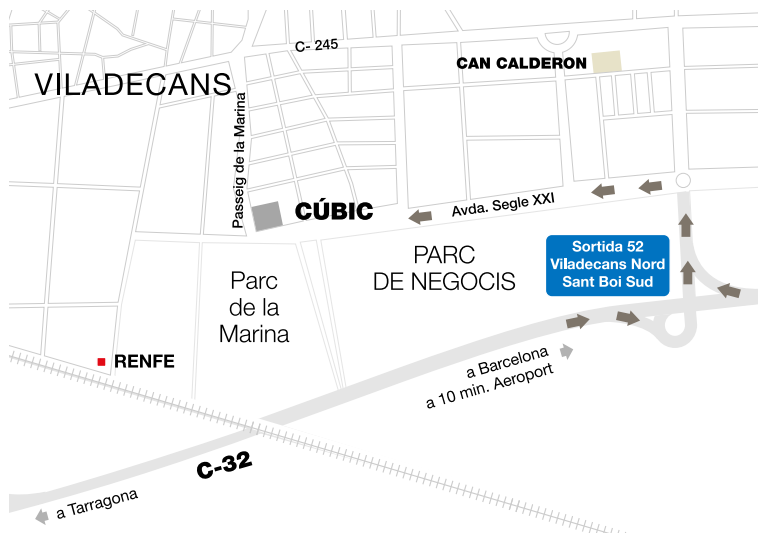 C- 245
CAN CALDERON
VILADECANS
Passeig de la Marina
CÚBIC
Avda. Segle XXI
PARC
DE NEGOCIS
Sortida 52
Viladecans Nord
Sant Boi Sud
Parc
de la
Marina
RENFE
a Barcelona
a 10 min. Aeroport
C-32
a Tarragona